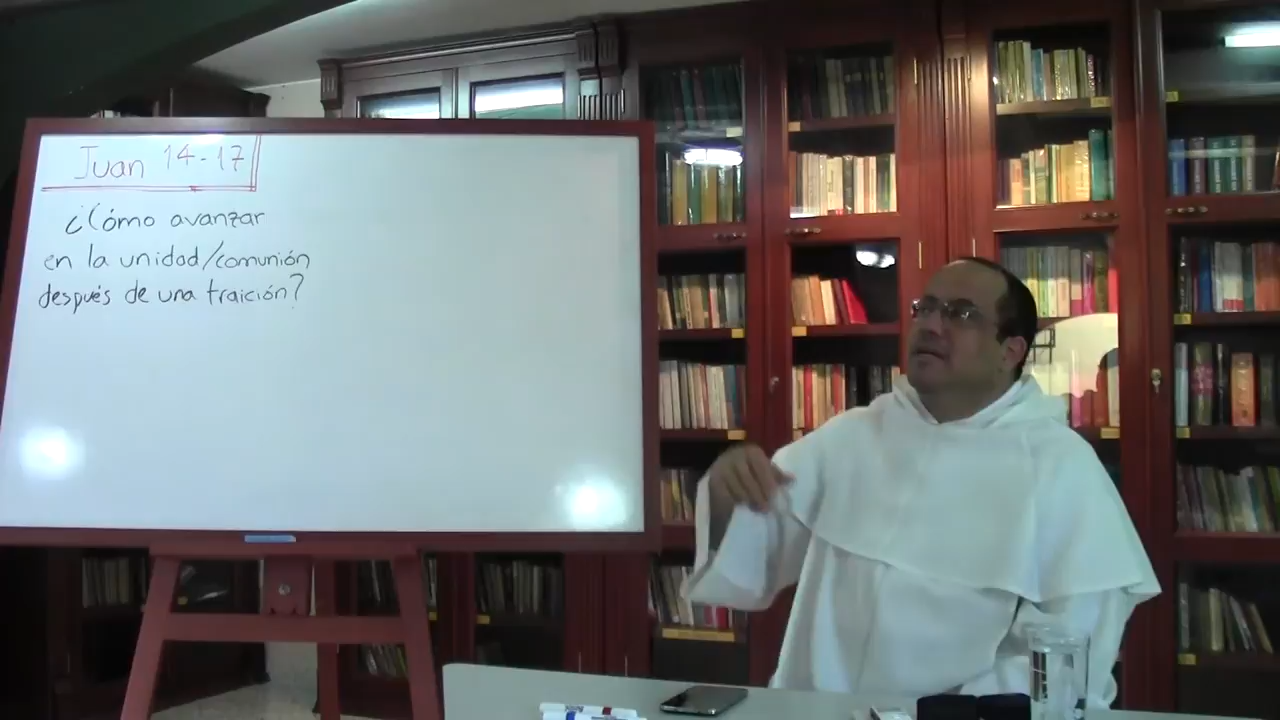 Juan 14-17
¿Cómo avanzar
en la unidad/comunión
después de una traición?